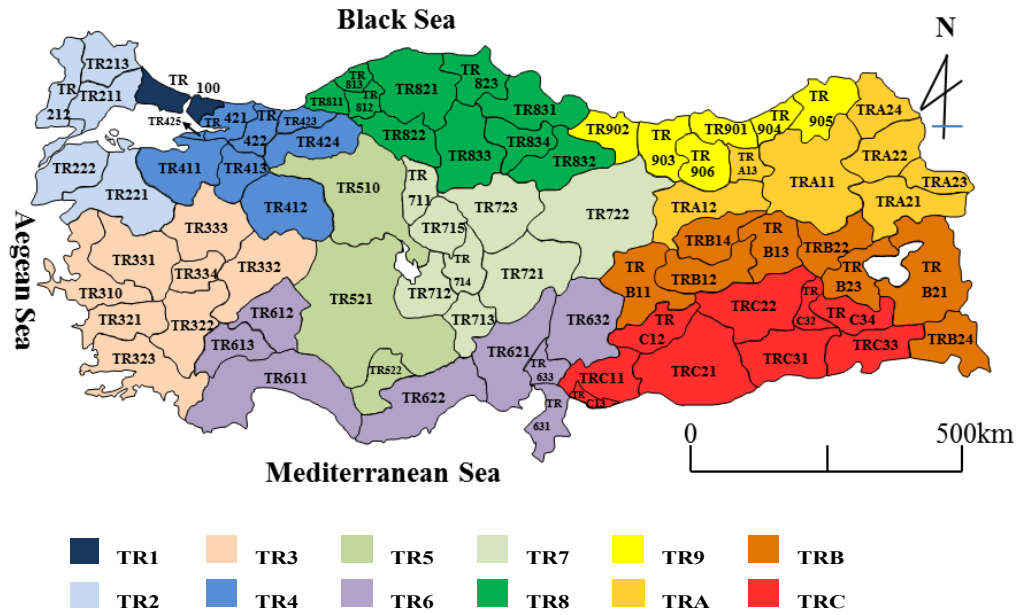 Black Sea
N
TR213
TR
100
TR
TR211
212
TR425
TR
421
TR
TR423
422
TR424
TR
813
TR811
TR
812
TR821
TR
823
TR831
TR822
TR833
TR834
TR832
TR902
TR
903
TR901
TR
904
TR
905
TR
906
TRA24
TR
A13
TRA22
TRA11
TRA23
TRA21
TRA12
TR222
TR221
TR411
TR413
TR412
TR510
TR
711
TR715
TR723
TR722
TR333
TR331
TR334
TR332
TR310
TR321
TR322
TR323
TR521
TR712
TR
714
TR721
TR713
TRB14
TR
B13
TRB22
TR
B11
TRB12
TR
B23
TR
B21
TRB24
TR612
TR613
TR611
TR522
TR622
TR621
TR632
TR
633
TR
631
TRC22
TR
C12
TR
C32
TR
C34
TRC33
TRC31
TRC21
TRC11
TR
C13
Aegean Sea
Mediterranean Sea
0
500km
TR1 TR3 TR5 TR7 TR9 TRB
TR2 TR4 TR6 TR8 TRA TRC